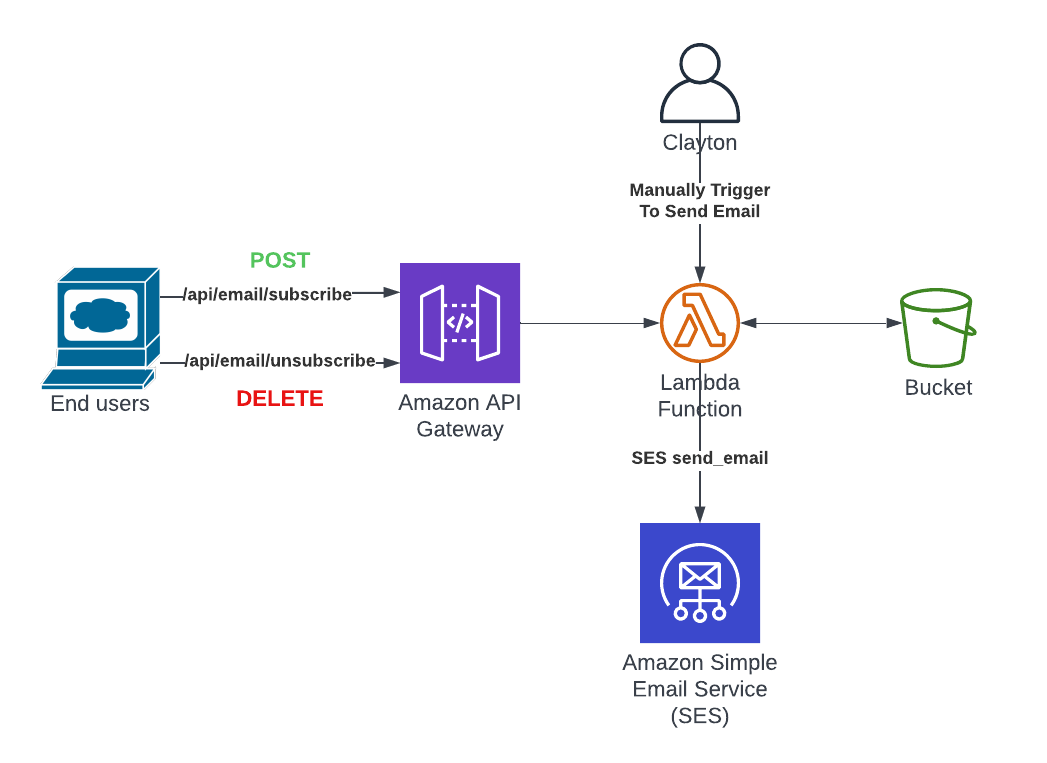 Clayton
Manually Trigger
To Send Email
POST
/api/email/subscribe
/api/email/unsubscribe
DELETE
End users
Amazon API
Gateway
</>
Lambda
Function
Bucket
SES send_email
Amazon Simple
Email Service
(SES)